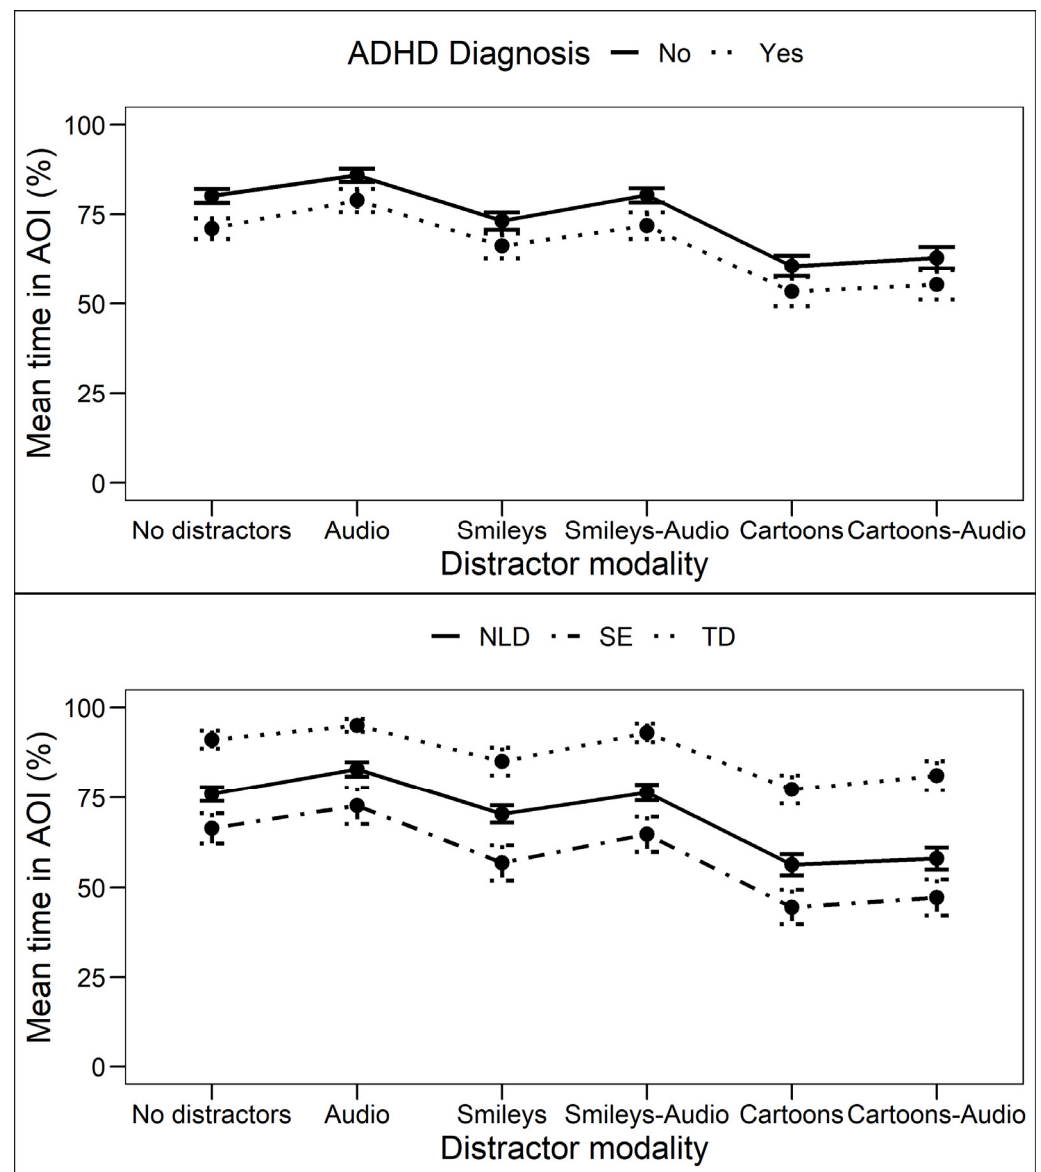 ADHD Diagnosis No Yes
Mean time in AOI (%)
100
75
50
25
0
No distractors Audio Smileys Smileys-Audio Cartoons Cartoons-Audio
Distractor modality
NLD SE TD
Mean time in AOI (%)
100
75
50
25
0
No distractors Audio Smileys Smileys-Audio Cartoons Cartoons-Audio
Distractor modality